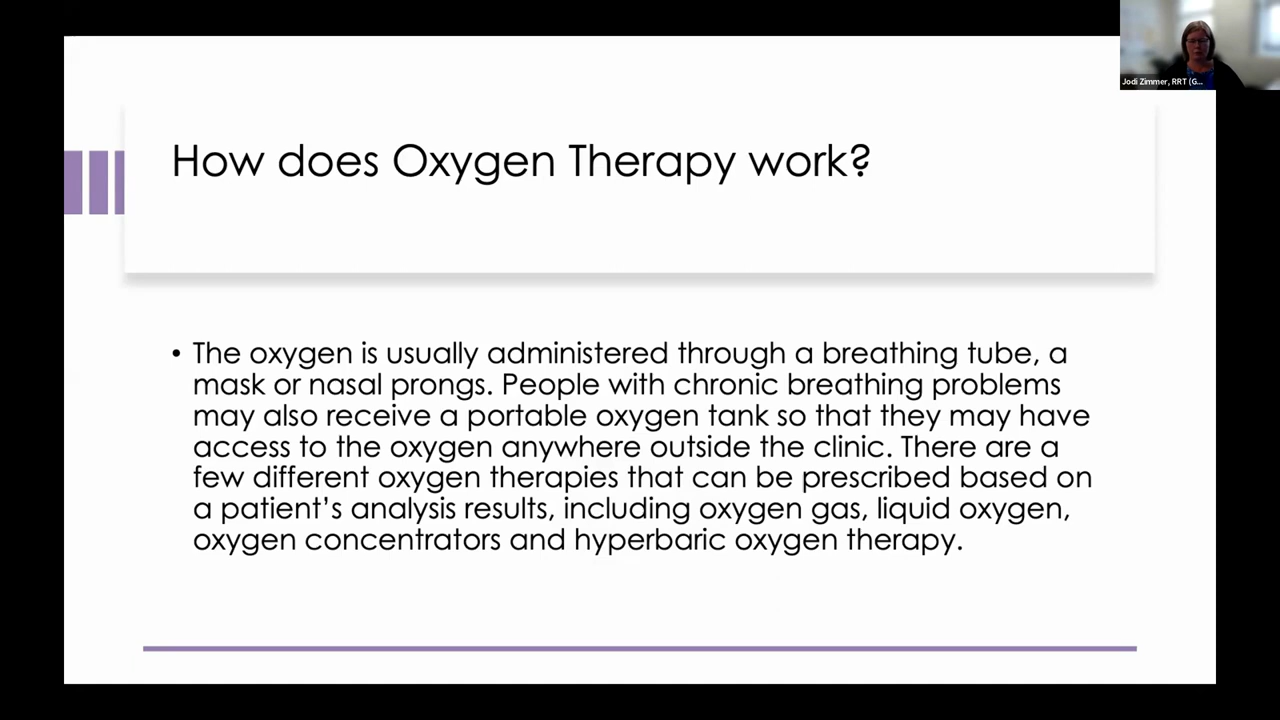 Jodi Zimmer, RRT (G...
How does Oxygen Therapy work?
• The oxygen is usually administered through a breathing tube, a
mask or nasal prongs. People with chronic breathing problems
may also receive a portable oxygen tank so that they may have
access to the oxygen anywhere outside the clinic. There are a
few different oxygen therapies that can be prescribed based on
a patient’s analysis results, including oxygen gas, liquid oxygen,
oxygen concentrators and hyperbaric oxygen therapy.